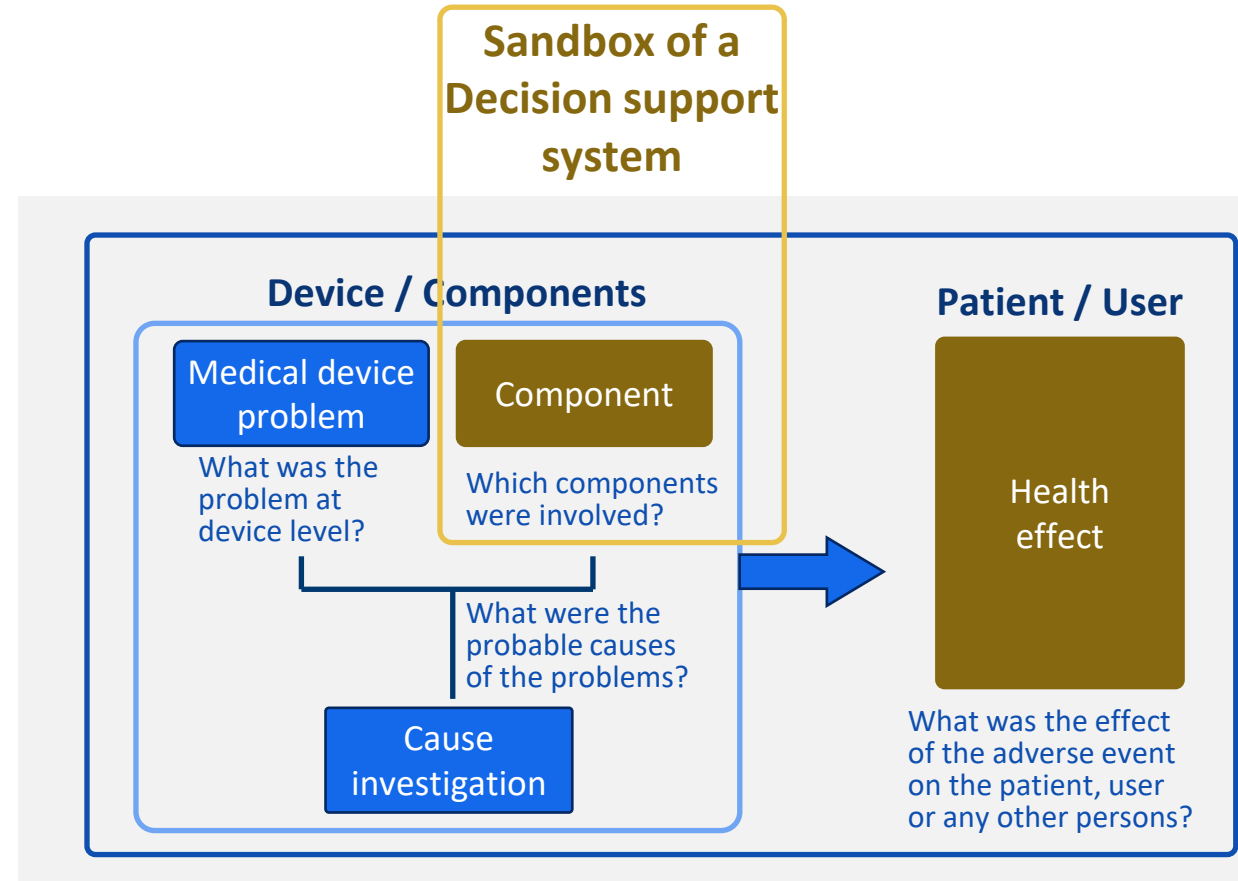 Sandbox of a
Decision support
system
Device / Components
Patient / User
Medical device
problem
Component
What was the
problem at
device level?
Which components
were involved?
Health
effect
What were the
probable causes
of the problems?
Cause
investigation
What was the effect
of the adverse event
on the patient, user
or any other persons?